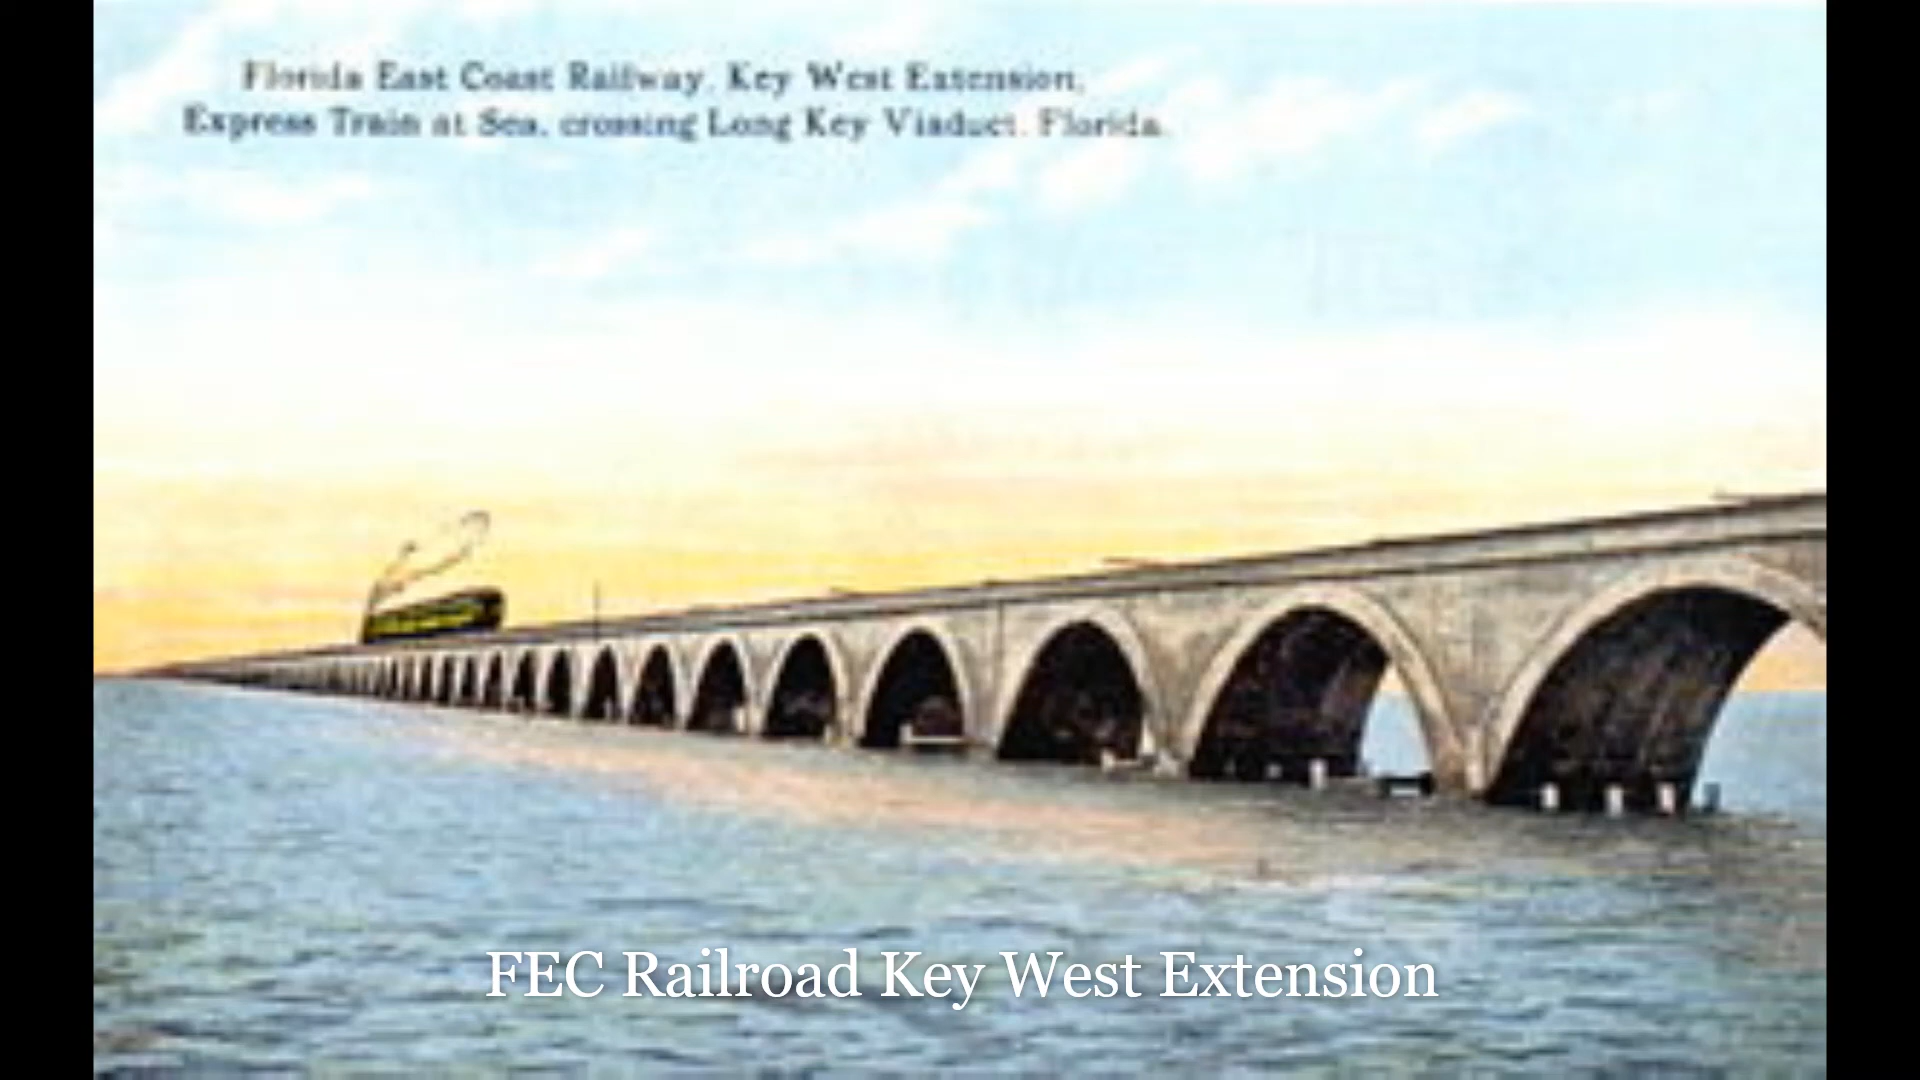 Florida East Coast Railway, Key West Extension,
Express Train at Sea, crossing Long Key Viaduct, Florida.
FEC Railroad Key West Extension